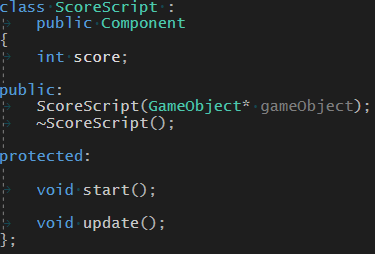 class ScoreScript :
    public Component
{
    int score;

public:
    ScoreScript(GameObject* gameObject);
    ~ScoreScript();

protected:

    void start();

    void update();
};